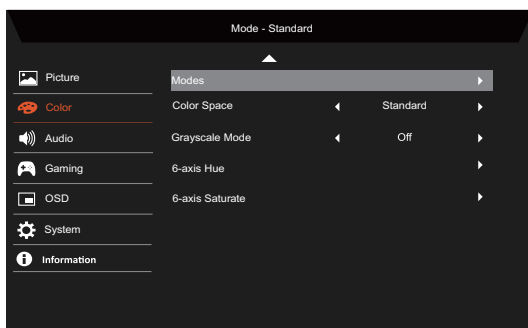 Mode - Standard
Picture
Color
Audio
Gaming
OSD
System
Information
Modes
Color Space Standard
Grayscale Mode Off
6-axis Hue
6-axis Saturate